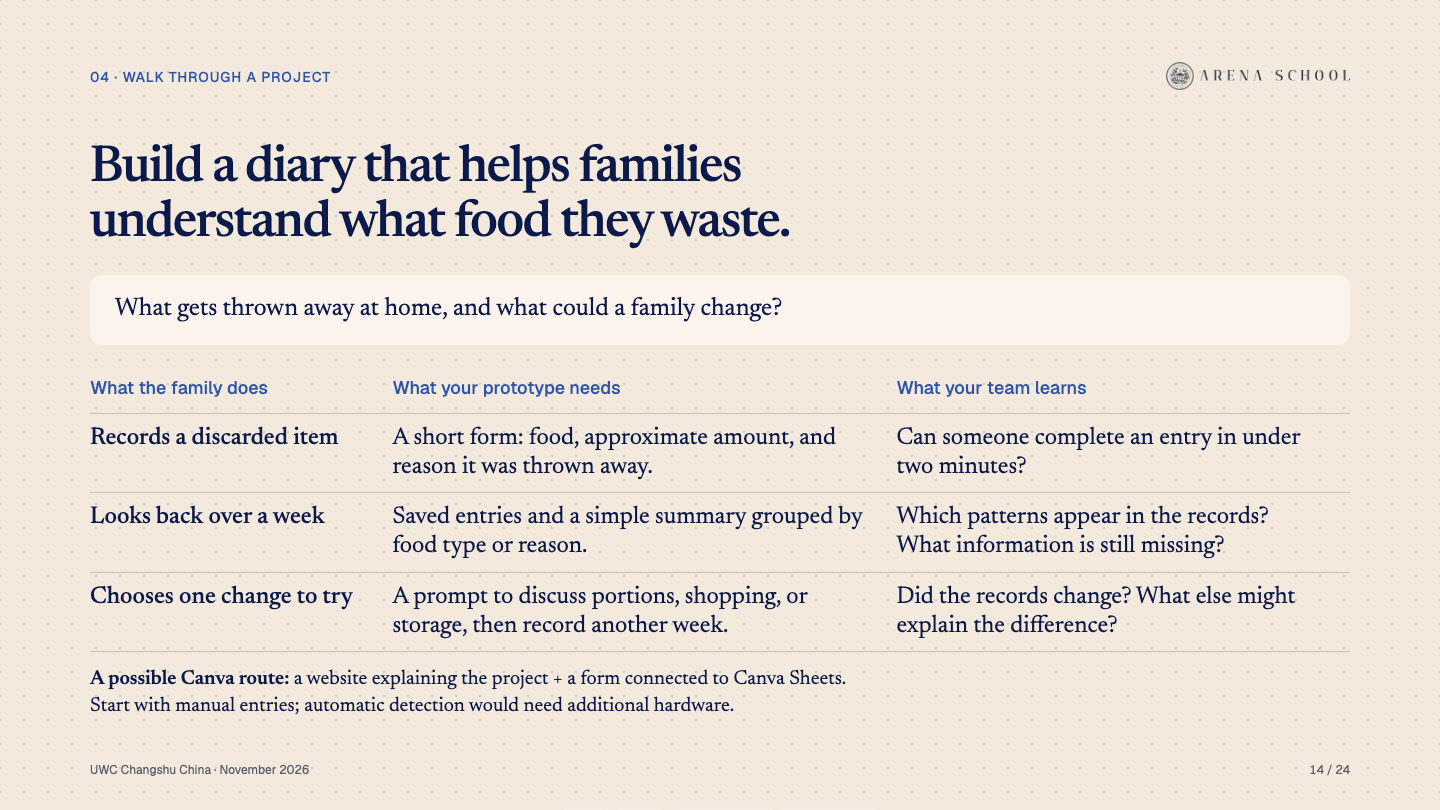 04 · WALK THROUGH A PROJECT
ARENA SCHOOL
Build a diary that helps families
understand what food they waste.
What gets thrown away at home, and what could a family change?
What the family does
What your prototype needs
What your team learns
Records a discarded item
A short form: food, approximate amount, and
reason it was thrown away.
Can someone complete an entry in under
two minutes?
Looks back over a week
Saved entries and a simple summary grouped by
food type or reason.
Which patterns appear in the records?
What information is still missing?
Chooses one change to try
A prompt to discuss portions, shopping, or
storage, then record another week.
Did the records change? What else might
explain the difference?
A possible Canva route: a website explaining the project + a form connected to Canva Sheets.
Start with manual entries; automatic detection would need additional hardware.
UWC Changshu China · November 2026
14 / 24